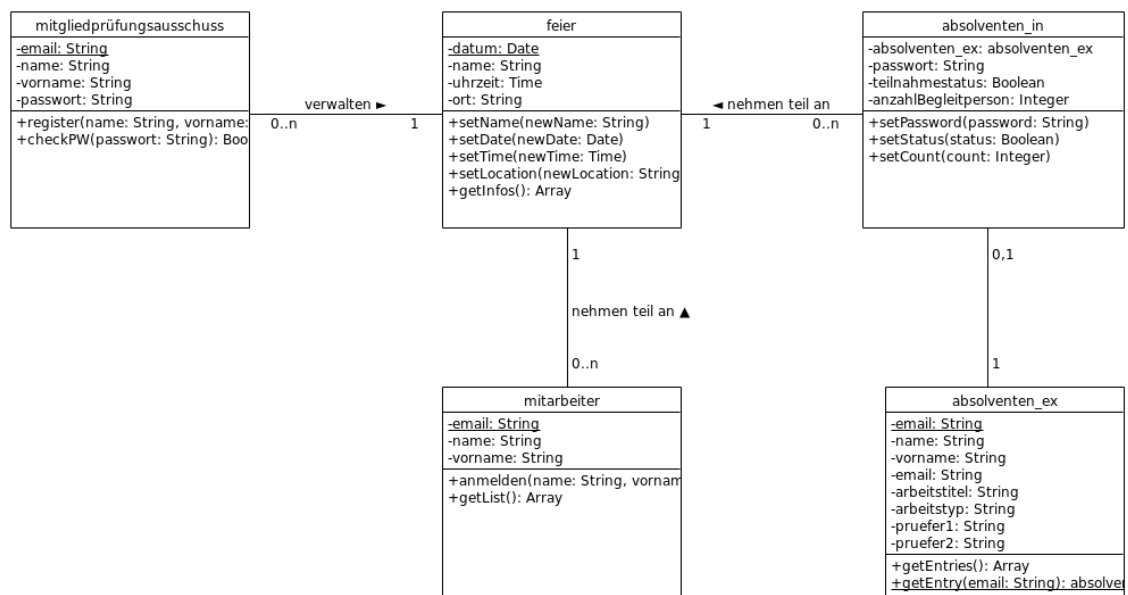 mitgliedprüfungsausschuss
-email: String
-name: String
-vorname: String
-passwort: String
+register(name: String, vorname:
+checkPW(passwort: String): Boo
verwalten ►
0..n
1
feier
-datum: Date
-name: String
-uhrzeit: Time
-ort: String
+setName(newName: String)
+setDate(newDate: Date)
+setTime(newTime: Time)
+setLocation(newLocation: String
+getInfos(): Array
◄ nehmen teil an
1
0..n
absolventen_in
-absolventen_ex: absolventen_ex
-passwort: String
-teilnahmestatus: Boolean
-anzahlBegleitperson: Integer
+setPassword(password: String)
+setStatus(status: Boolean)
+setCount(count: Integer)
1
nehmen teil an ▲
0..n
0,1
1
mitarbeiter
-email: String
-name: String
-vorname: String
+anmelden(name: String, vornam
+getList(): Array
absolventen_ex
-email: String
-name: String
-vorname: String
-email: String
-arbeitstitel: String
-arbeitstyp: String
-pruefer1: String
-pruefer2: String
+getEntries(): Array
+getEntry(email: String): absolve